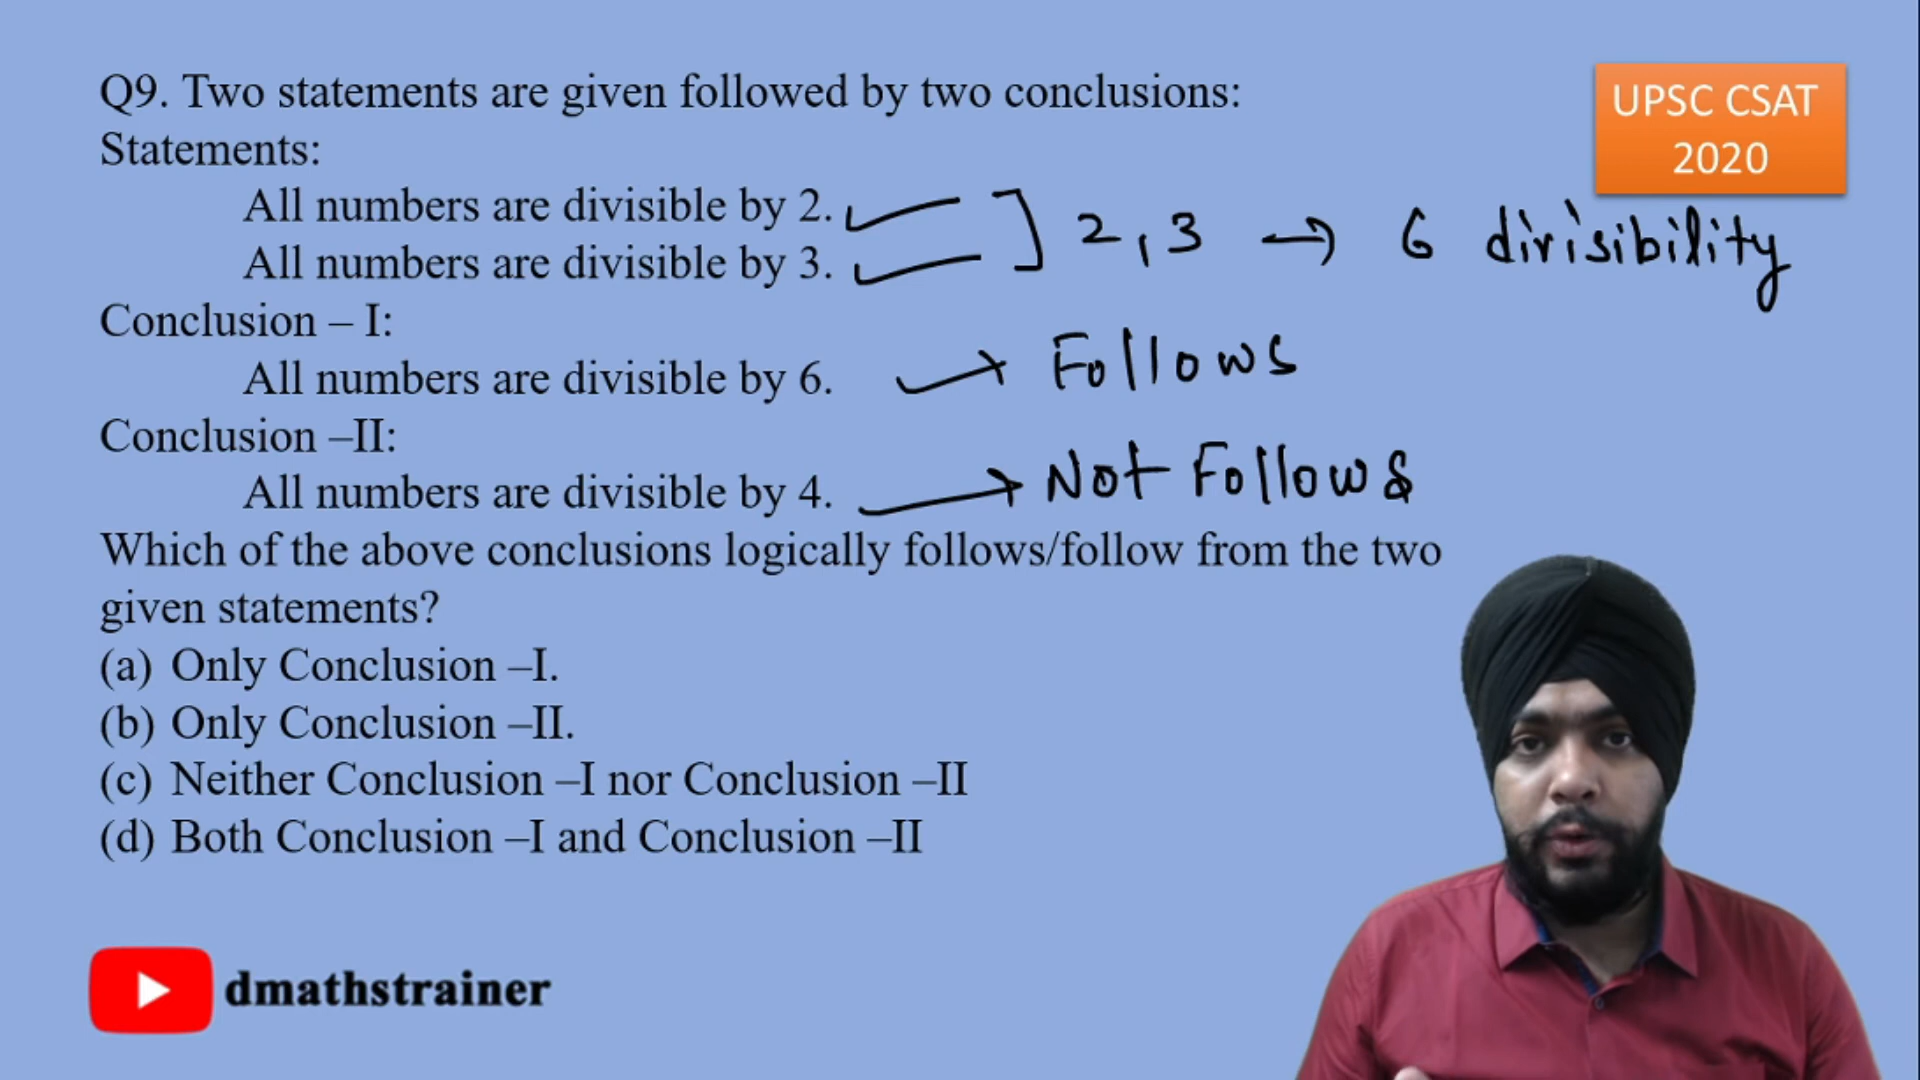 Q9. Two statements are given followed by two conclusions:
UPSC CSAT
2020
Statements:
All numbers are divisible by 2.
All numbers are divisible by 3.
2, 3 → 6 divisibility
Conclusion – I:
All numbers are divisible by 6.
Follows
Conclusion –II:
All numbers are divisible by 4.
Not Follows
Which of the above conclusions logically follows/follow from the two
given statements?
(a) Only Conclusion –I.
(b) Only Conclusion –II.
(c) Neither Conclusion –I nor Conclusion –II
(d) Both Conclusion –I and Conclusion –II
dmathstrainer